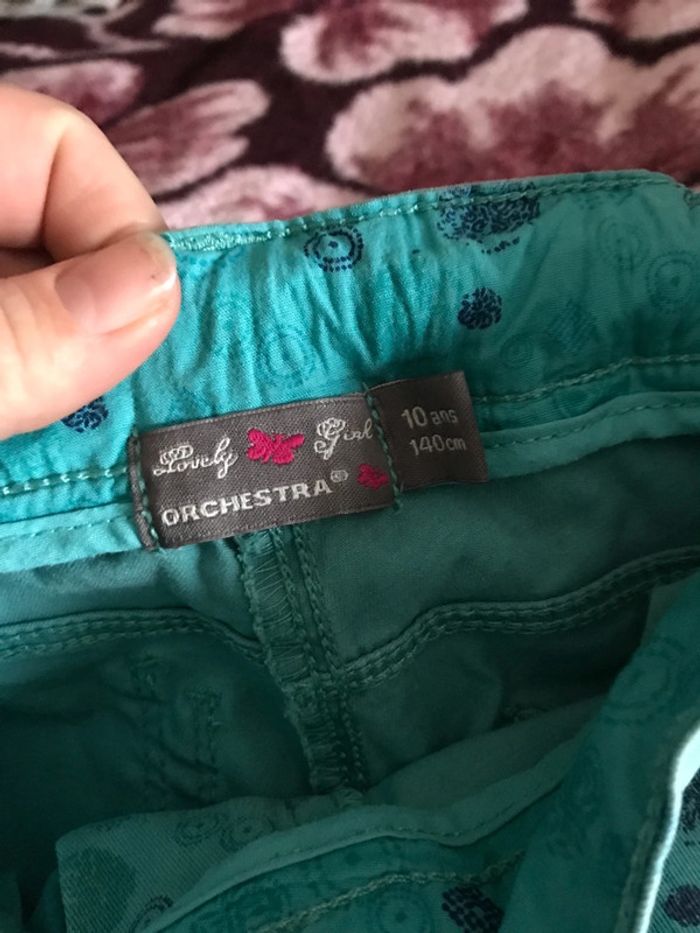 Lovely Girl
ORCHESTRA®
10 ans
140cm